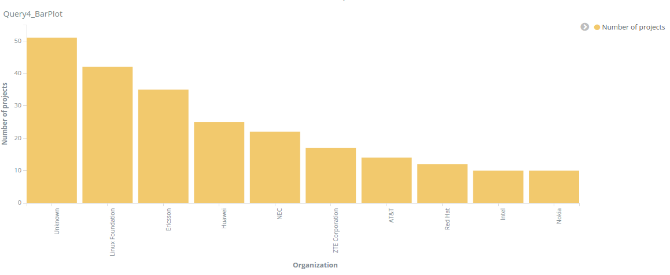 Query4_BarPlot
Number of projects
Number of projects
50
40
30
20
10
0
Unknown
Linux Foundation
Ericsson
Huawei
NEC
ZTE Corporation
AT&T
Red Hat
Intel
Nokia
Organization